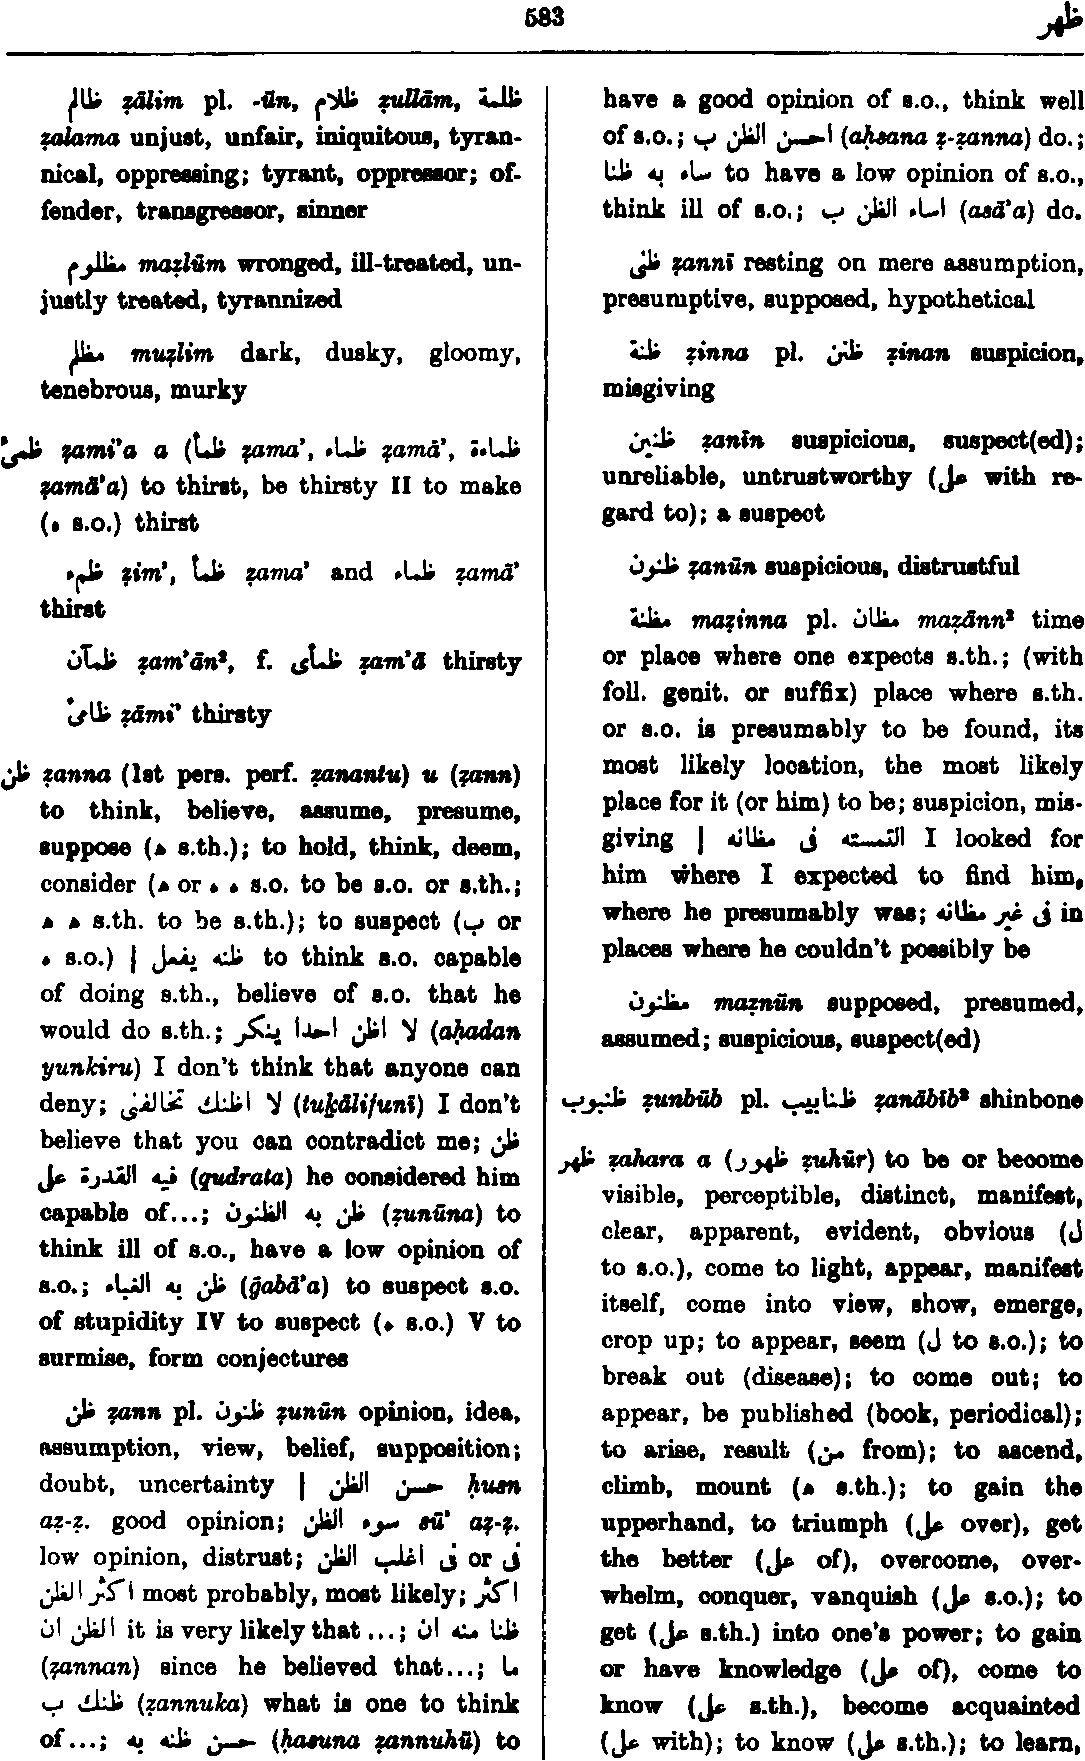 583
ظهر
ظالم ẓālim pl. -ūn, ظلام ẓullām, ظلمة
ẓalama unjust, unfair, iniquitous, tyran-
nical, oppressing; tyrant, oppressor; of-
fender, transgressor, sinner
مظلوم maẓlūm wronged, ill-treated, un-
justly treated, tyrannized
مظلم muẓlim dark, dusky, gloomy,
tenebrous, murky
ظمئ ẓami'a a (ظمأ ẓama', ظماء ẓamā', ظماءة
ẓamā'a) to thirst, be thirsty II to make
(ه s.o.) thirst
ظمء ẓim', ظمأ ẓama' and ظماء ẓamā'
thirst
ظمآن ẓam'ān², f. ظمأى ẓam'ā thirsty
ظامئ ẓāmi' thirsty
ظن ẓanna (1st pers. perf. ẓanantu) u (ẓann)
to think, believe, assume, presume,
suppose (ه s.th.); to hold, think, deem,
consider (ه or ه ه s.o. to be s.o. or s.th.;
ه ه s.th. to be s.th.); to suspect (ب or
ه s.o.) | ظنه يفعل to think s.o. capable
of doing s.th., believe of s.o. that he
would do s.th.; لا اظن احدا ينكر (aḥadan
yunkiru) I don't think that anyone can
deny; لا اظنك تخالفنى (tuḵālifunī) I don't
believe that you can contradict me; ظن
فيه القدرة على (qudrata) he considered him
capable of...; ظن به الظنون (ẓunūna) to
think ill of s.o., have a low opinion of
s.o.; ظن به الغباء (ḡabā'a) to suspect s.o.
of stupidity IV to suspect (ه s.o.) V to
surmise, form conjectures
ظن ẓann pl. ظنون ẓunūn opinion, idea,
assumption, view, belief, supposition;
doubt, uncertainty | حسن الظن ḥusn
aẓ-ẓ. good opinion; سوء الظن sū' aẓ-ẓ.
low opinion, distrust; فى اغلب الظن or فى
اكثر الظن most probably, most likely; اكثر
الظن ان it is very likely that ...; ظنا منه ان
(ẓannan) since he believed that...; ما
ظنك ب (ẓannuka) what is one to think
of...; حسن ظنه به (ḥasuna ẓannuhū) to
have a good opinion of s.o., think well
of s.o.; احسن الظن ب (aḥsana ẓ-ẓanna) do.;
ساء به ظنا to have a low opinion of s.o.,
think ill of s.o.; اساء الظن ب (asā'a) do.
ظنى ẓannī resting on mere assumption,
presumptive, supposed, hypothetical
ظنة ẓinna pl. ظنن ẓinan suspicion,
misgiving
ظنين ẓanīn suspicious, suspect(ed);
unreliable, untrustworthy (على with re-
gard to); a suspect
ظنون ẓanūn suspicious, distrustful
مظنة maẓinna pl. مظان maẓānn² time
or place where one expects s.th.; (with
foll. genit. or suffix) place where s.th.
or s.o. is presumably to be found, its
most likely location, the most likely
place for it (or him) to be; suspicion, mis-
giving | التمسته فى مظانه I looked for
him where I expected to find him,
where he presumably was; فى غير مظانه in
places where he couldn't possibly be
مظنون maẓnūn supposed, presumed,
assumed; suspicious, suspect(ed)
ظنبوب ẓunbūb pl. ظنابيب ẓanābīb² shinbone
ظهر ẓahara a (ظهور ẓuhūr) to be or become
visible, perceptible, distinct, manifest,
clear, apparent, evident, obvious (ل
to s.o.), come to light, appear, manifest
itself, come into view, show, emerge,
crop up; to appear, seem (ل to s.o.); to
break out (disease); to come out; to
appear, be published (book, periodical);
to arise, result (من from); to ascend,
climb, mount (ه s.th.); to gain the
upperhand, to triumph (على over), get
the better (على of), overcome, over-
whelm, conquer, vanquish (على s.o.); to
get (على s.th.) into one's power; to gain
or have knowledge (على of), come to
know (على s.th.), become acquainted
(على with); to know (على s.th.); to learn,